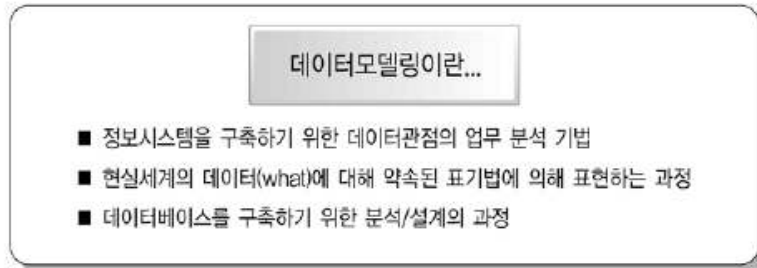 데이터모델링이란...
■ 정보시스템을 구축하기 위한 데이터관점의 업무 분석 기법
■ 현실세계의 데이터(what)에 대해 약속된 표기법에 의해 표현하는 과정
■ 데이터베이스를 구축하기 위한 분석/설계의 과정